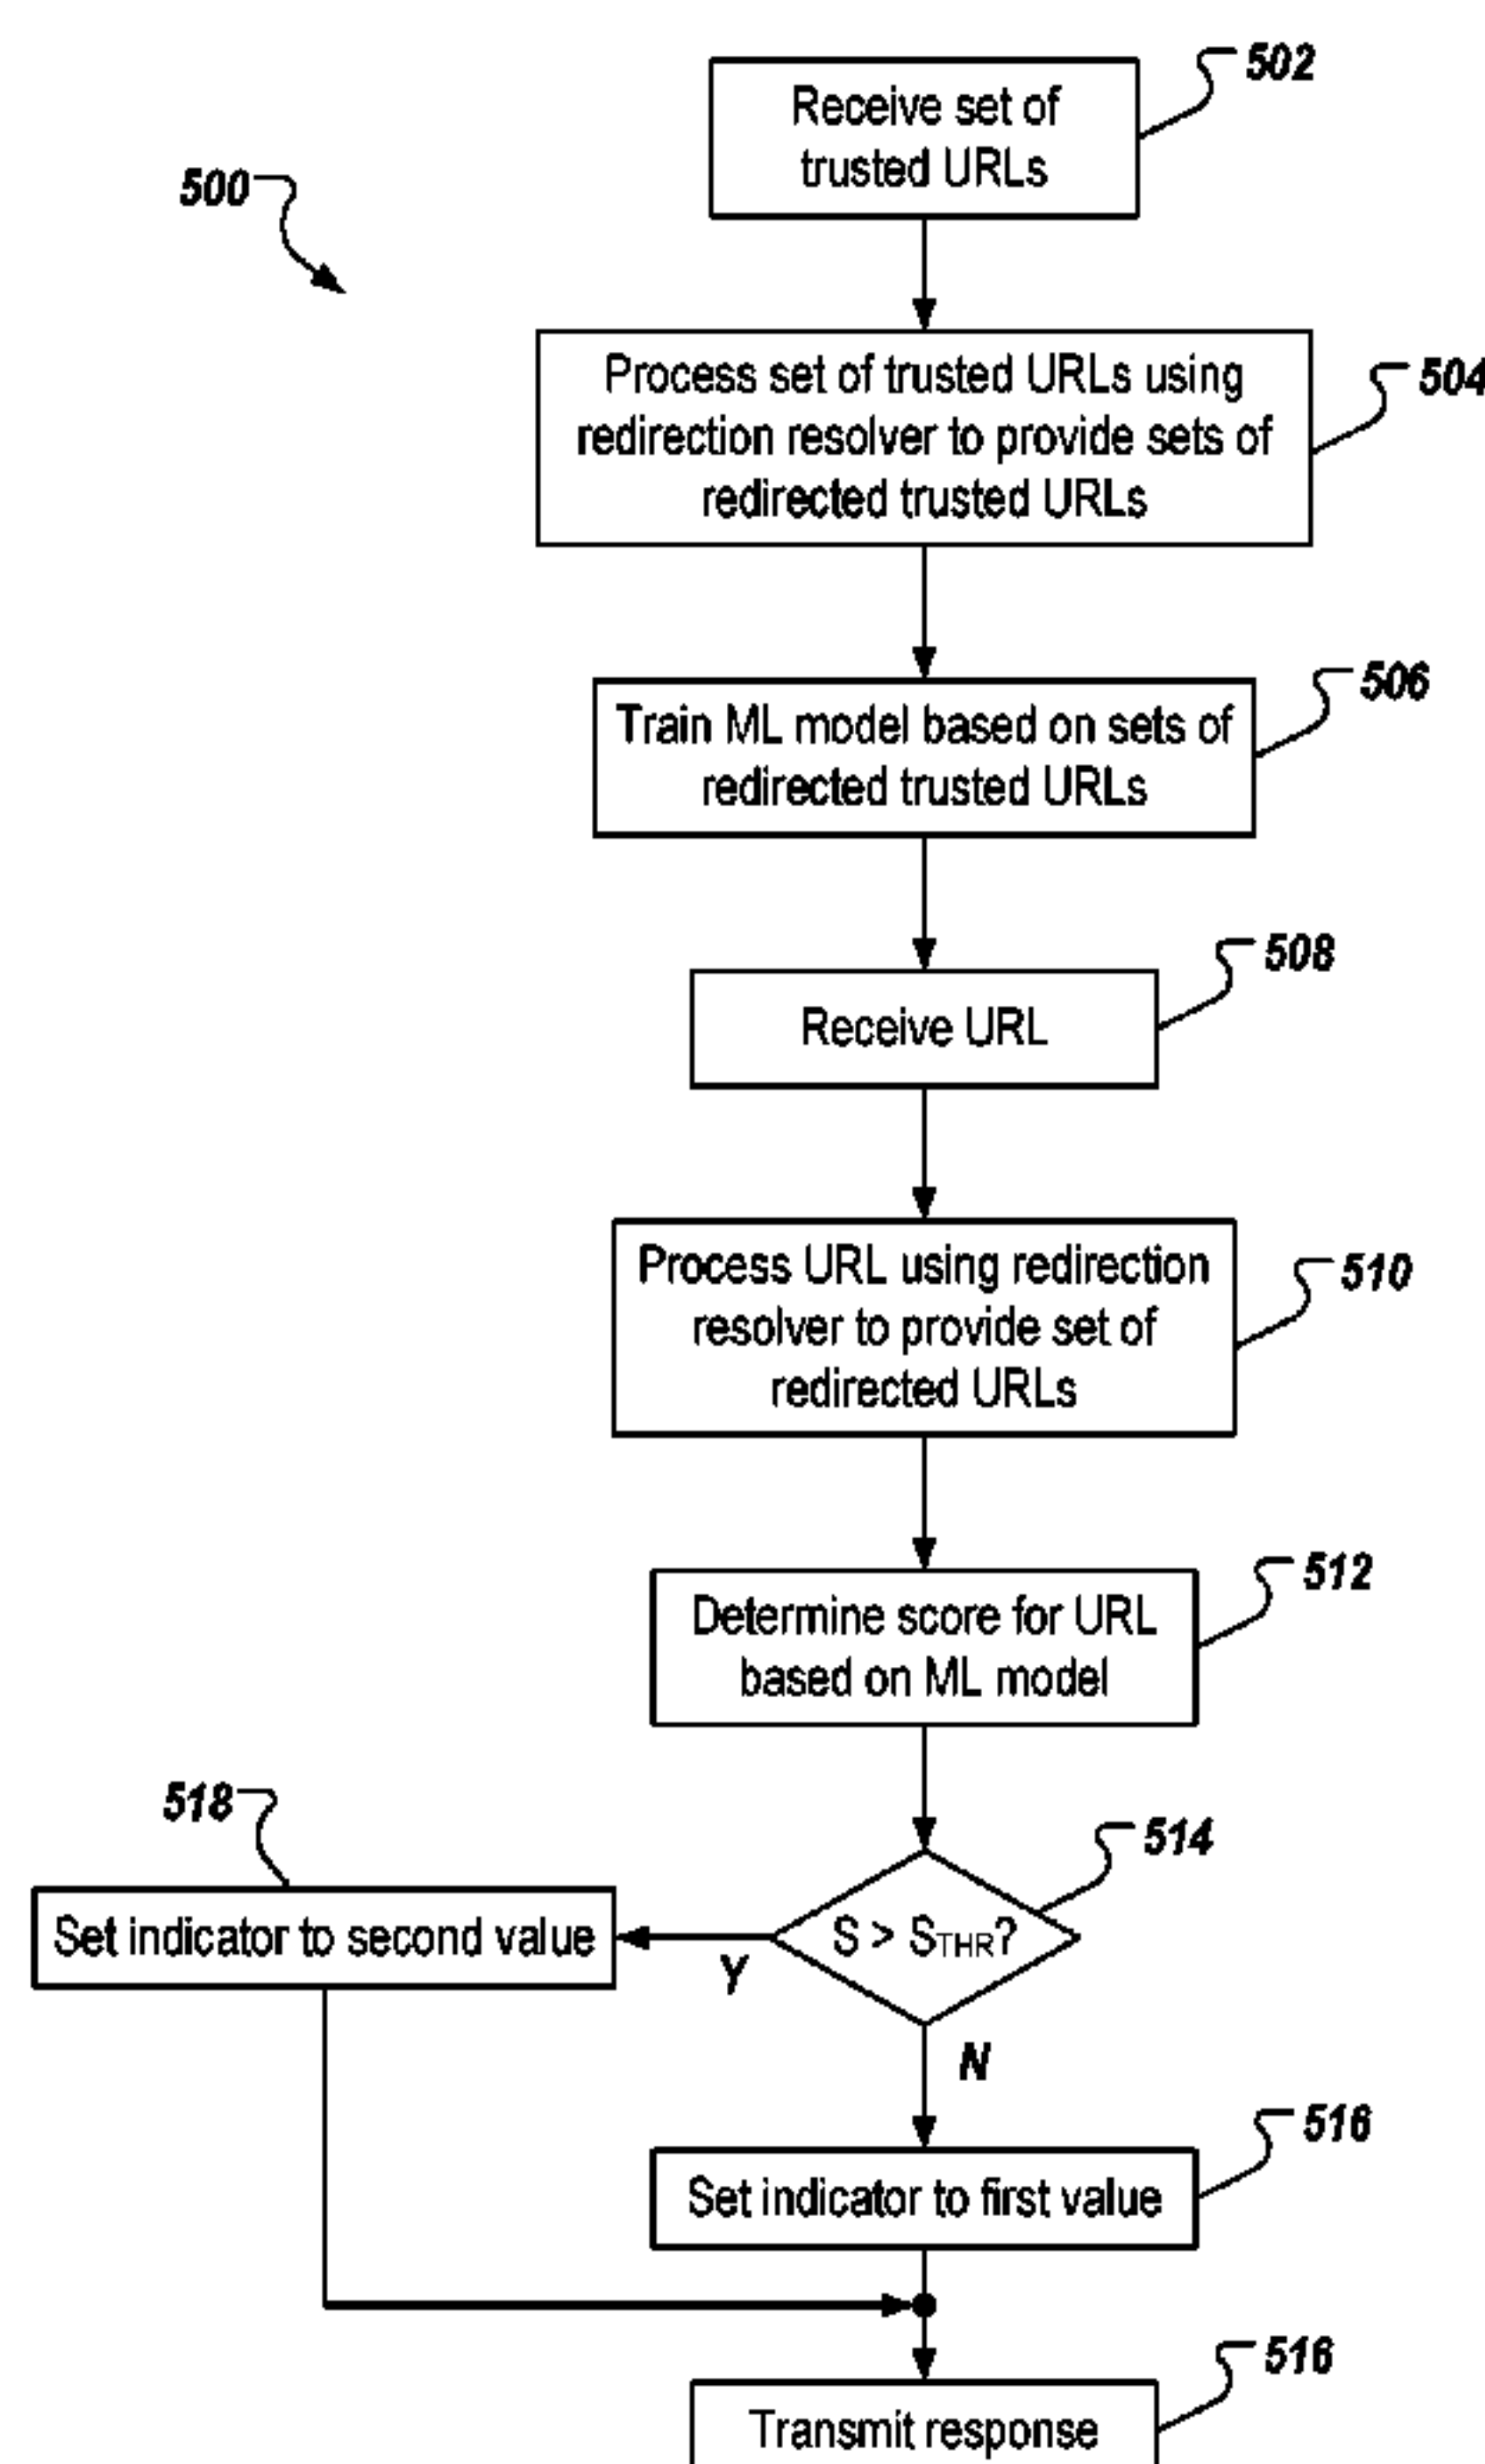 502
Receive set of
trusted URLs
500
504
Process set of trusted URLs using
redirection resolver to provide sets of
redirected trusted URLs
506
Train ML model based on sets of
redirected trusted URLs
508
Receive URL
510
Process URL using redirection
resolver to provide set of
redirected URLs
512
Determine score for URL
based on ML model
518
514
Set indicator to second value
S > STHR?
Y
N
516
Set indicator to first value
516
Transmit response